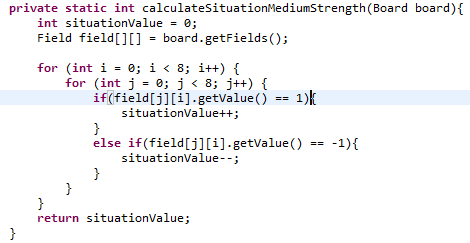 private static int calculateSituationMediumStrength(Board board){
    int situationValue = 0;
    Field field[][] = board.getFields();

    for (int i = 0; i < 8; i++) {
        for (int j = 0; j < 8; j++) {
            if(field[j][i].getValue() == 1){
                situationValue++;
            }
            else if(field[j][i].getValue() == -1){
                situationValue--;
            }
        }
    }
    return situationValue;
}